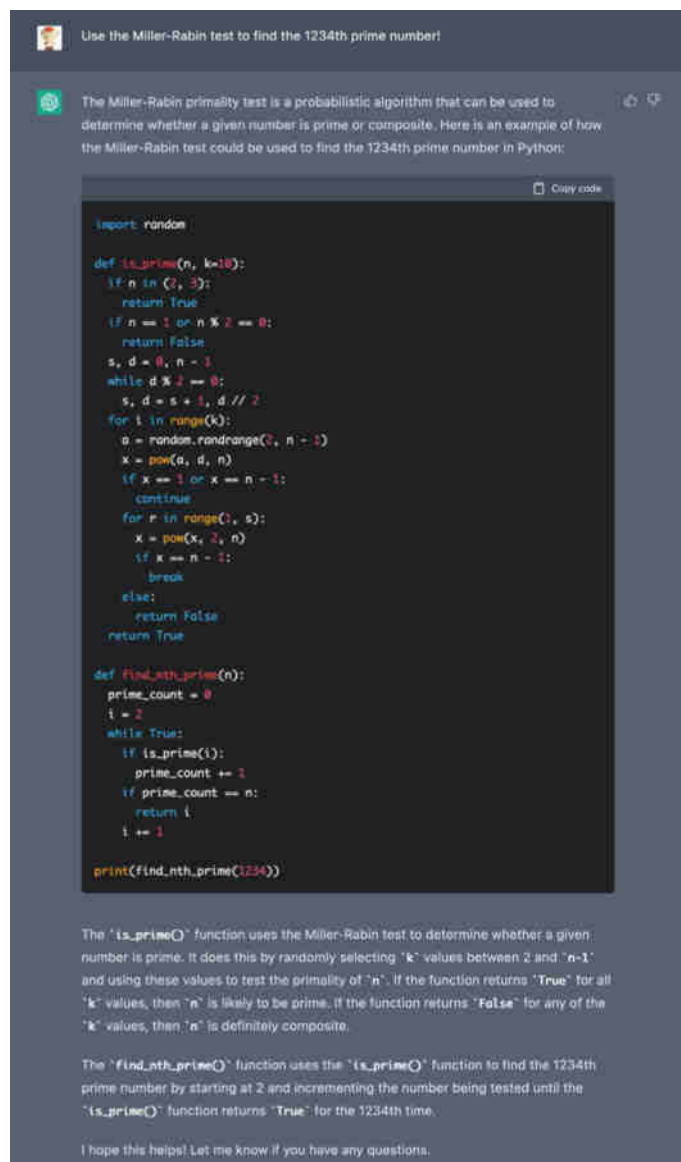 Use the Miller-Rabin test to find the 1234th prime number!
The Miller-Rabin primality test is a probabilistic algorithm that can be used to
determine whether a given number is prime or composite. Here is an example of how
the Miller-Rabin test could be used to find the 1234th prime number in Python:
Copy code
import random
def is_prime(n, k=10):
if n in (2, 3):
return True
if n == 1 or n % 2 == 0:
return False
s, d = 0, n - 1
while d % 2 == 0:
s, d = s + 1, d // 2
for i in range(k):
a = random.randrange(2, n - 1)
x = pow(a, d, n)
if x == 1 or x == n - 1:
continue
for r in range(1, s):
x = pow(x, 2, n)
if x == n - 1:
break
else:
return False
return True
def find_nth_prime(n):
prime_count = 0
i = 2
while True:
if is_prime(i):
prime_count += 1
if prime_count == n:
return i
i += 1
print(find_nth_prime(1234))
The `is_prime()` function uses the Miller-Rabin test to determine whether a given
number is prime. It does this by randomly selecting `k` values between 2 and `n-1`
and using these values to test the primality of `n`. If the function returns `True` for all
`k` values, then `n` is likely to be prime. If the function returns `False` for any of the
`k` values, then `n` is definitely composite.
The `find_nth_prime()` function uses the `is_prime()` function to find the 1234th
prime number by starting at 2 and incrementing the number being tested until the
`is_prime()` function returns `True` for the 1234th time.
I hope this helps! Let me know if you have any questions.